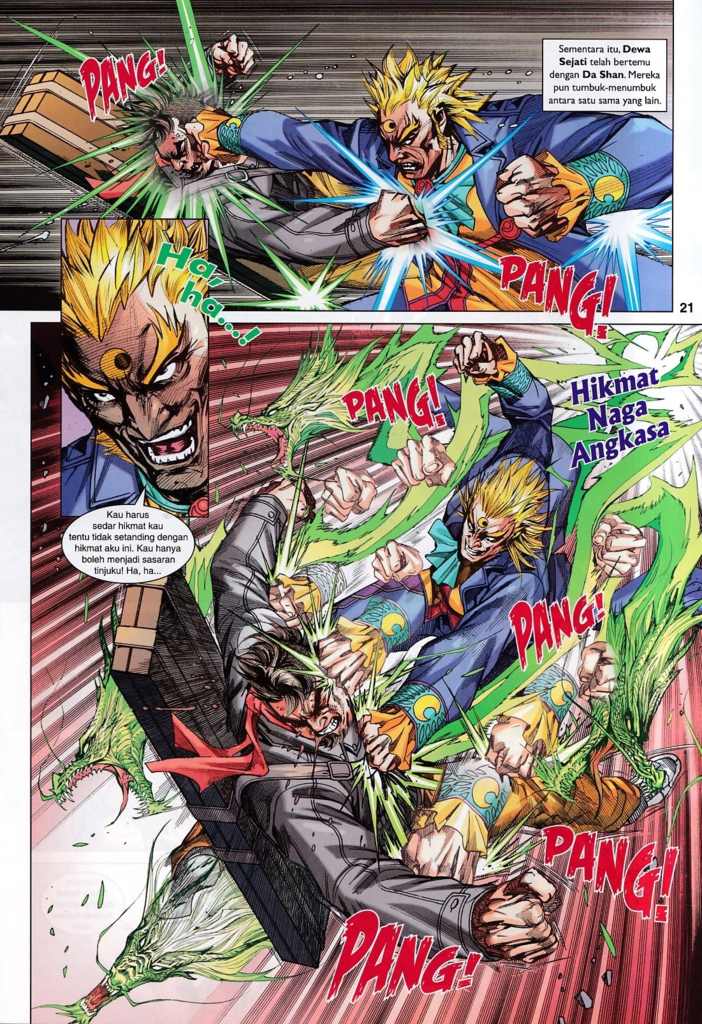 Sementara itu, Dewa
Sejati telah bertemu
dengan Da Shan. Mereka
pun tumbuk-menumbuk
antara satu sama yang lain.
PANG!
PANG!
21
Ha,
ha...!
Kau harus
sedar hikmat kau
tentu tidak setanding dengan
hikmat aku ini. Kau hanya
boleh menjadi sasaran
tinjuku! Ha, ha...
PANG!
Hikmat
Naga
Angkasa
PANG!
PANG!
PANG!